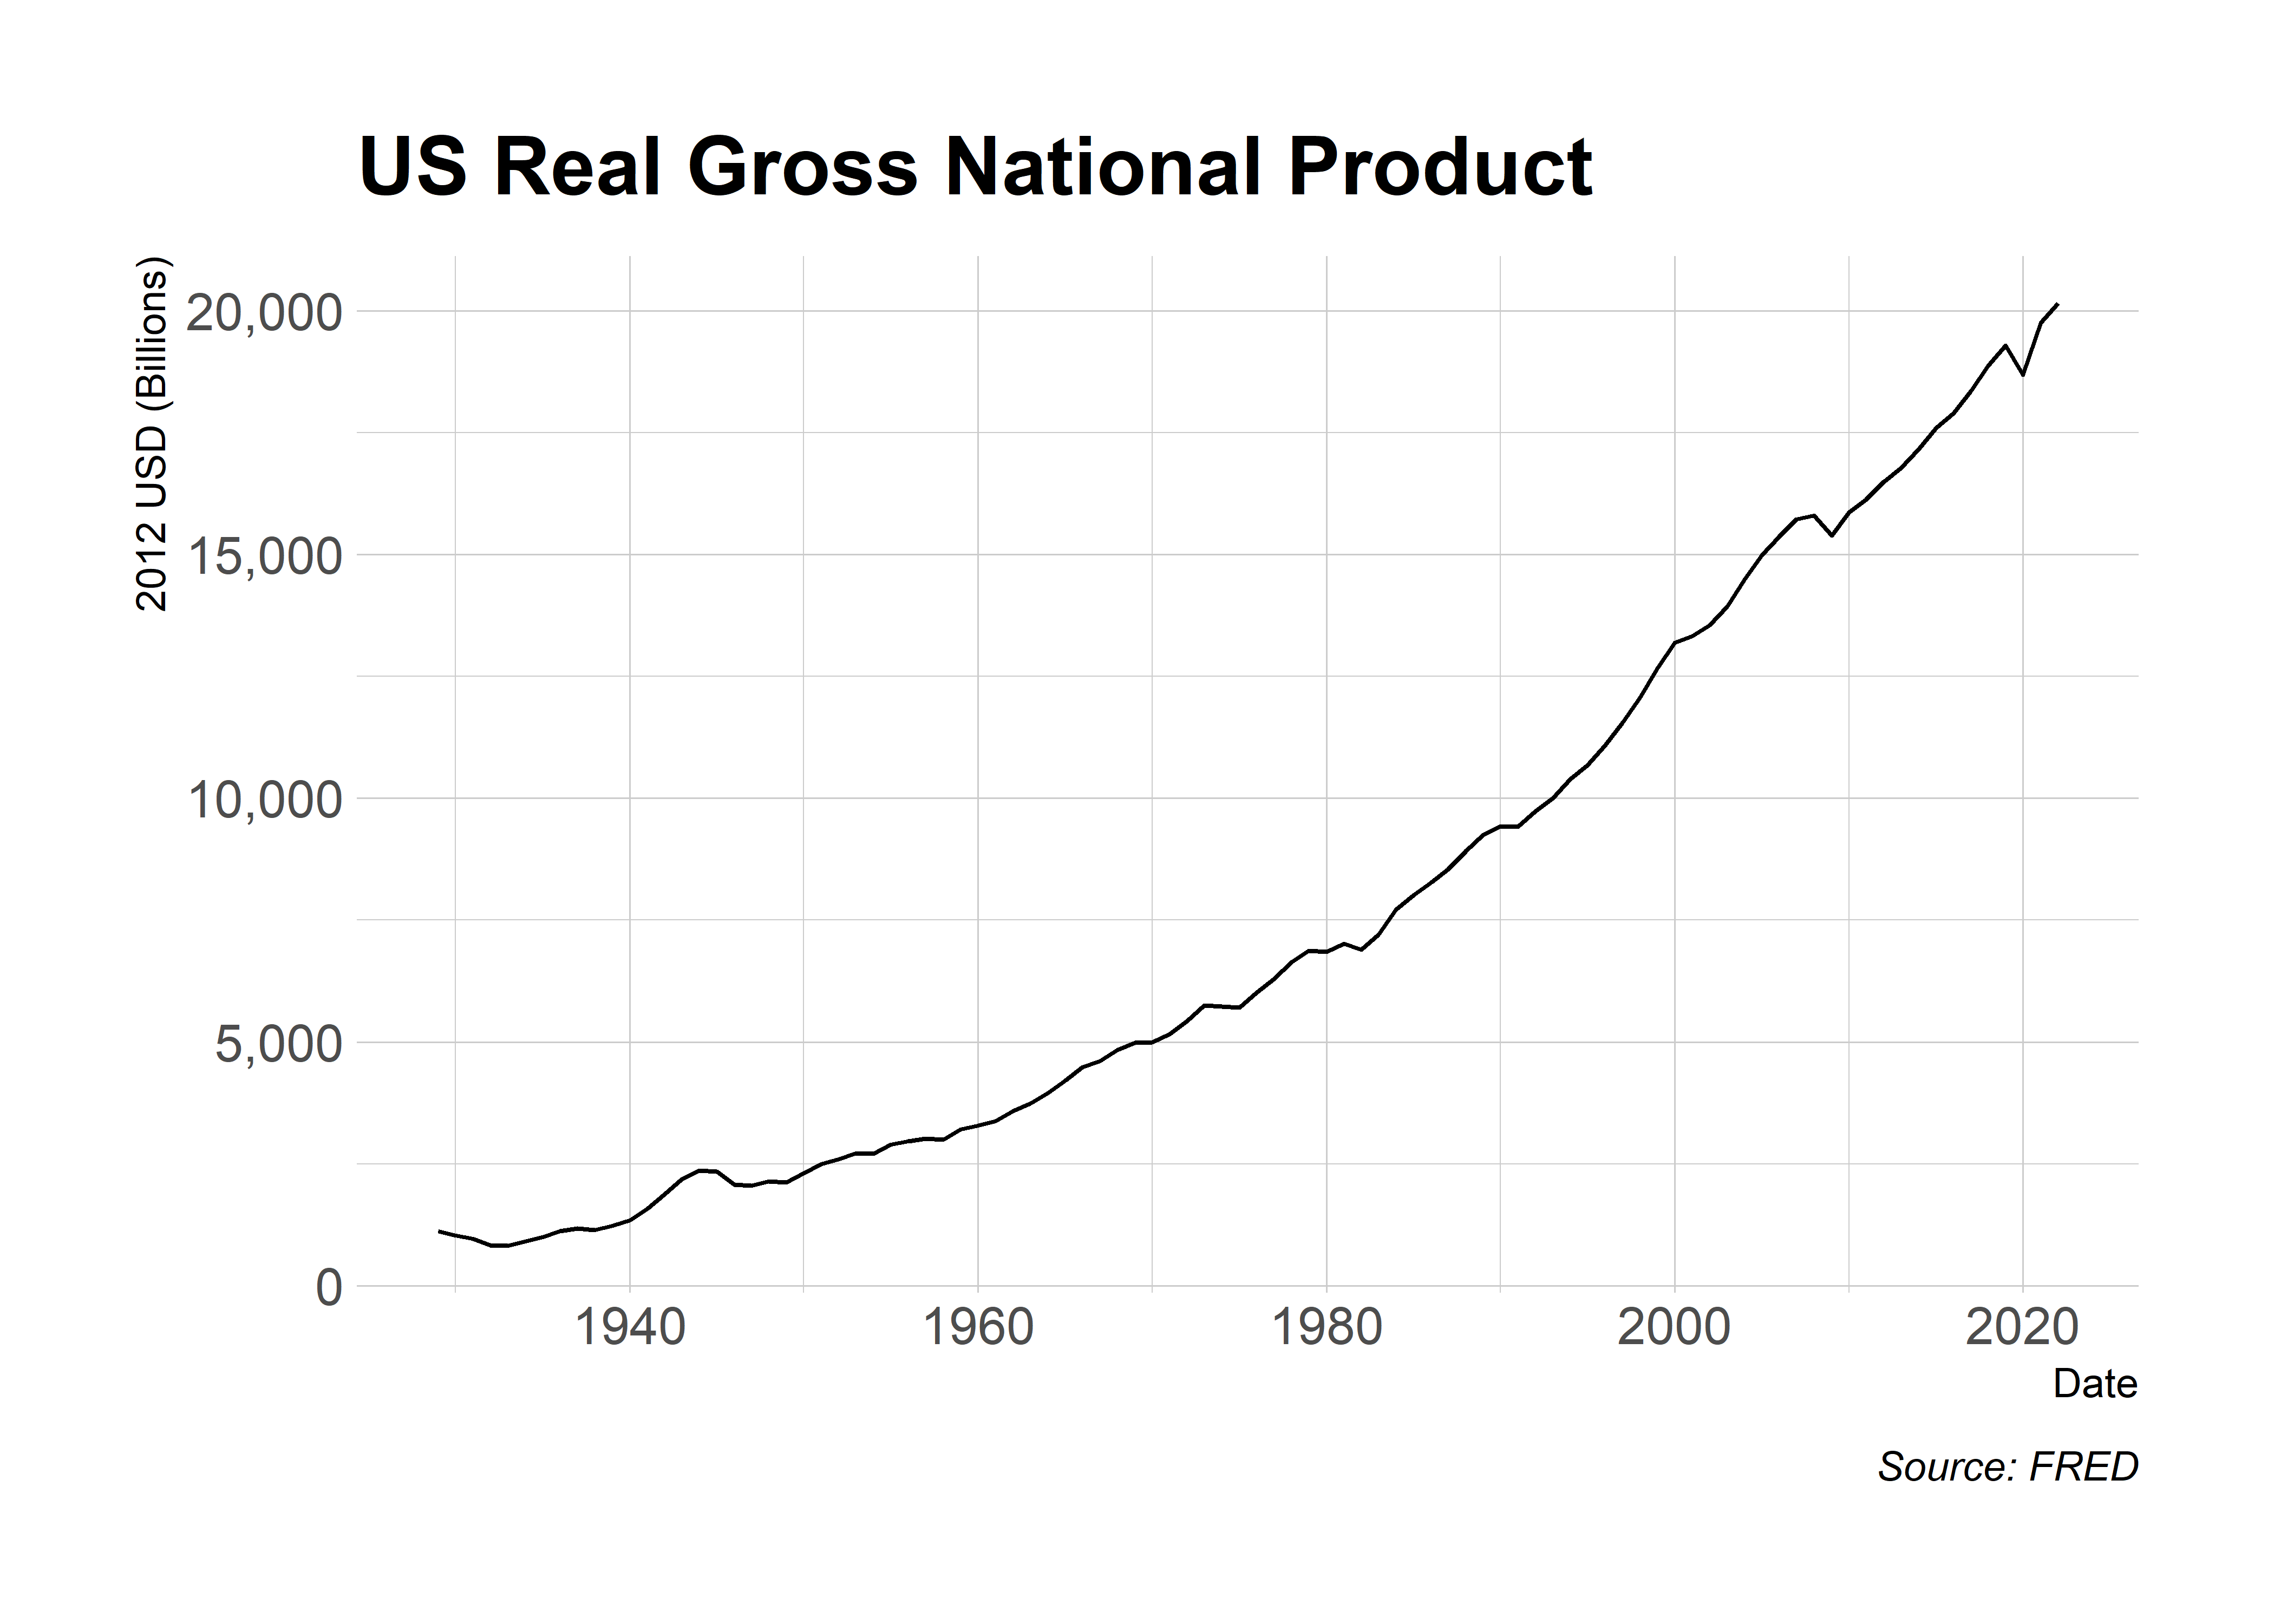 US Real Gross National Product
2012 USD (Billions)
20,000
15,000
10,000
5,000
0
1940 1960 1980 2000 2020
Date
Source: FRED